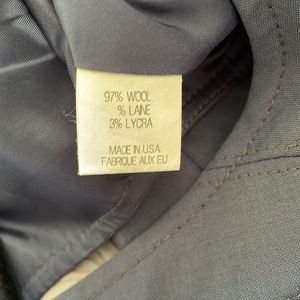 97% WOOL
% LAINE
3% LYCRA
MADE IN U.S.A.
FABRIQUE AUX EU